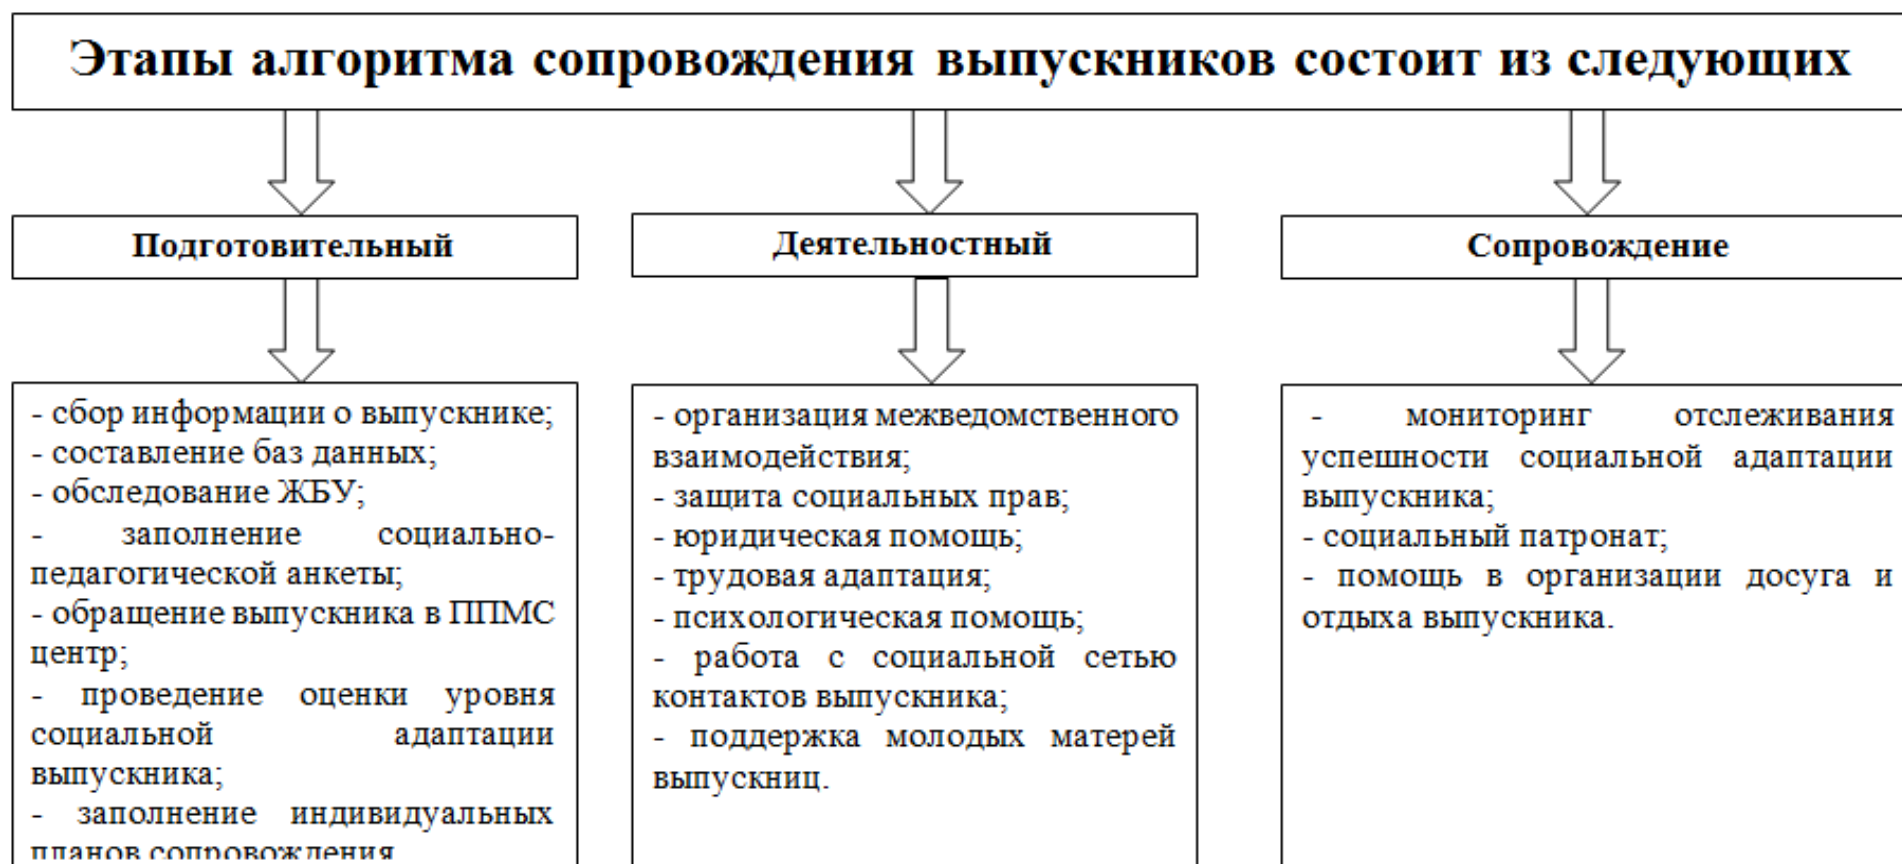 Этапы алгоритма сопровождения выпускников состоит из следующих
Подготовительный
Деятельностный
Сопровождение
- сбор информации о выпускнике;
- составление баз данных;
- обследование ЖБУ;
- заполнение социально-
педагогической анкеты;
- обращение выпускника в ППМС
центр;
- проведение оценки уровня
социальной адаптации
выпускника;
- заполнение индивидуальных
планов сопровождения
- организация межведомственного
взаимодействия;
- защита социальных прав;
- юридическая помощь;
- трудовая адаптация;
- психологическая помощь;
- работа с социальной сетью
контактов выпускника;
- поддержка молодых матерей
выпускниц.
- мониторинг отслеживания
успешности социальной адаптации
выпускника;
- социальный патронат;
- помощь в организации досуга и
отдыха выпускника.